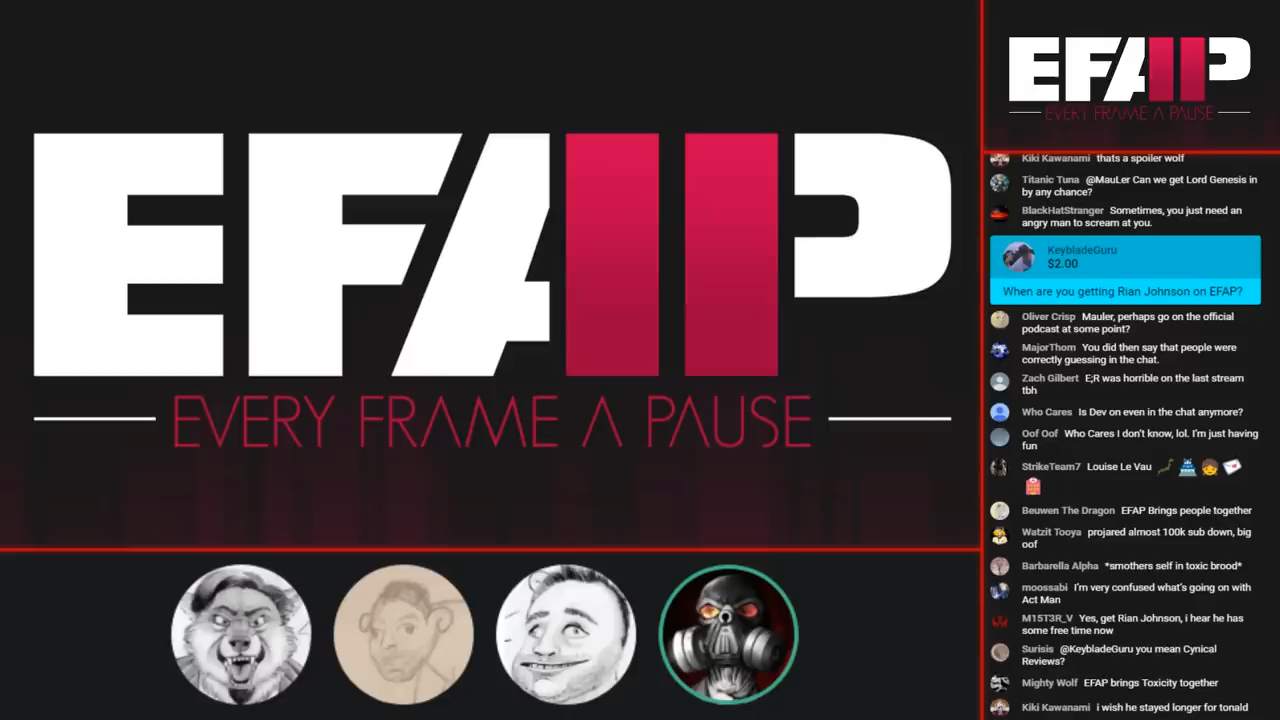 EFAP
EVERY FRAME A PAUSE
EFAP
EVERY FRAME A PAUSE
Kiki Kawanami thats a spoiler wolf
Titanic Tuna @MauLer Can we get Lord Genesis in
by any chance?
BlackHatStranger Sometimes, you just need an
angry man to scream at you.
KeybladeGuru
$2.00
When are you getting Rian Johnson on EFAP?
Oliver Crisp Mauler, perhaps go on the official
podcast at some point?
MajorThom You did then say that people were
correctly guessing in the chat.
Zach Gilbert E;R was horrible on the last stream
tbh
Who Cares Is Dev on even in the chat anymore?
Oof Oof Who Cares I don't know, lol. I'm just having
fun
StrikeTeam7 Louise Le Vau
Beuwen The Dragon EFAP Brings people together
Watzit Tooya projared almost 100k sub down, big
oof
Barbarella Alpha *smothers self in toxic brood*
moossabi I'm very confused what's going on with
Act Man
M15T3R_V Yes, get Rian Johnson, i hear he has
some free time now
Surisis @KeybladeGuru you mean Cynical
Reviews?
Mighty Wolf EFAP brings Toxicity together
Kiki Kawanami i wish he stayed longer for tonald